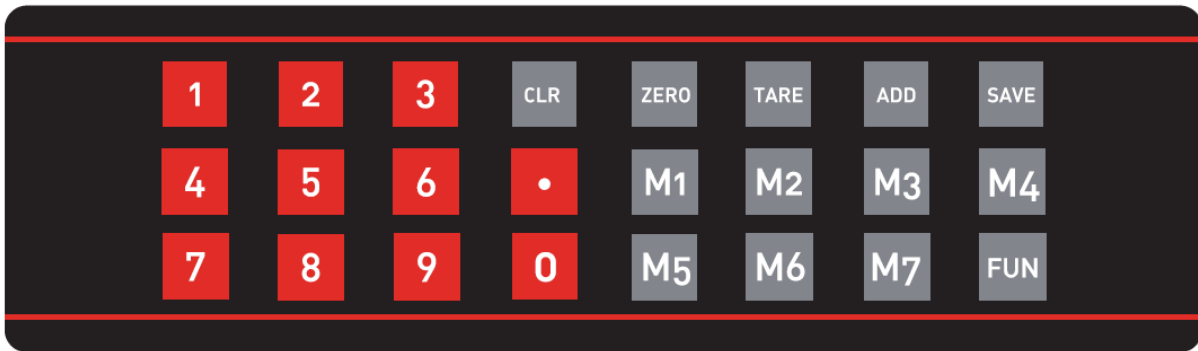 1 2 3 CLR ZERO TARE ADD SAVE
4 5 6 • M1 M2 M3 M4
7 8 9 0 M5 M6 M7 FUN